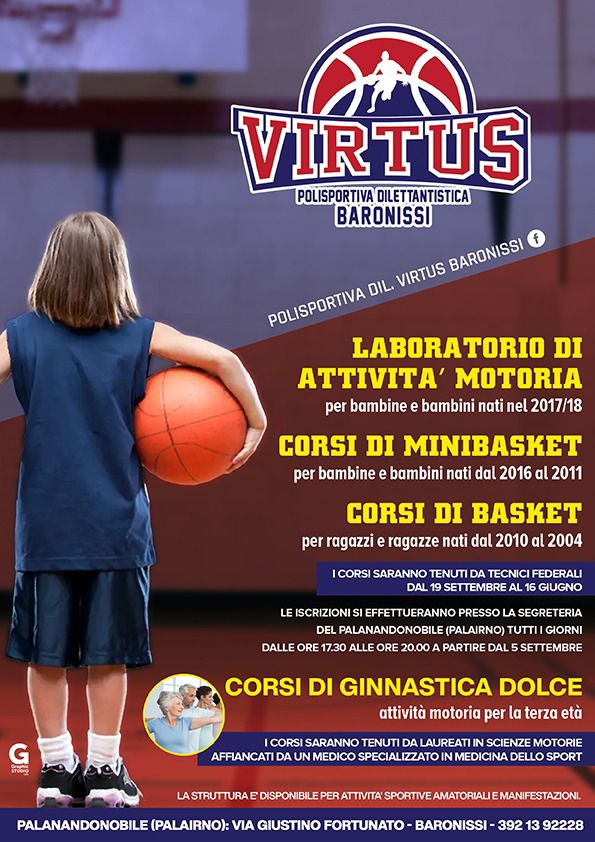 VIRTUS
POLISPORTIVA DILETTANTISTICA
BARONISSI
POLISPORTIVA DIL. VIRTUS BARONISSI f
LABORATORIO DI
ATTIVITA' MOTORIA
per bambine e bambini nati nel 2017/18
CORSI DI MINIBASKET
per bambine e bambini nati dal 2016 al 2011
CORSI DI BASKET
per ragazzi e ragazze nati dal 2010 al 2004
I CORSI SARANNO TENUTI DA TECNICI FEDERALI
DAL 19 SETTEMBRE AL 16 GIUGNO
LE ISCRIZIONI SI EFFETTUERANNO PRESSO LA SEGRETERIA
DEL PALANANDONOBILE (PALAIRNO) TUTTI I GIORNI
DALLE ORE 17.30 ALLE ORE 20.00 A PARTIRE DAL 5 SETTEMBRE
CORSI DI GINNASTICA DOLCE
attività motoria per la terza età
I CORSI SARANNO TENUTI DA LAUREATI IN SCIENZE MOTORIE
AFFIANCATI DA UN MEDICO SPECIALIZZATO IN MEDICINA DELLO SPORT
G
Graphic
STUDIO
LA STRUTTURA E' DISPONIBILE PER ATTIVITA' SPORTIVE AMATORIALI E MANIFESTAZIONI.
PALANANDONOBILE (PALAIRNO): VIA GIUSTINO FORTUNATO - BARONISSI - 392 13 92228